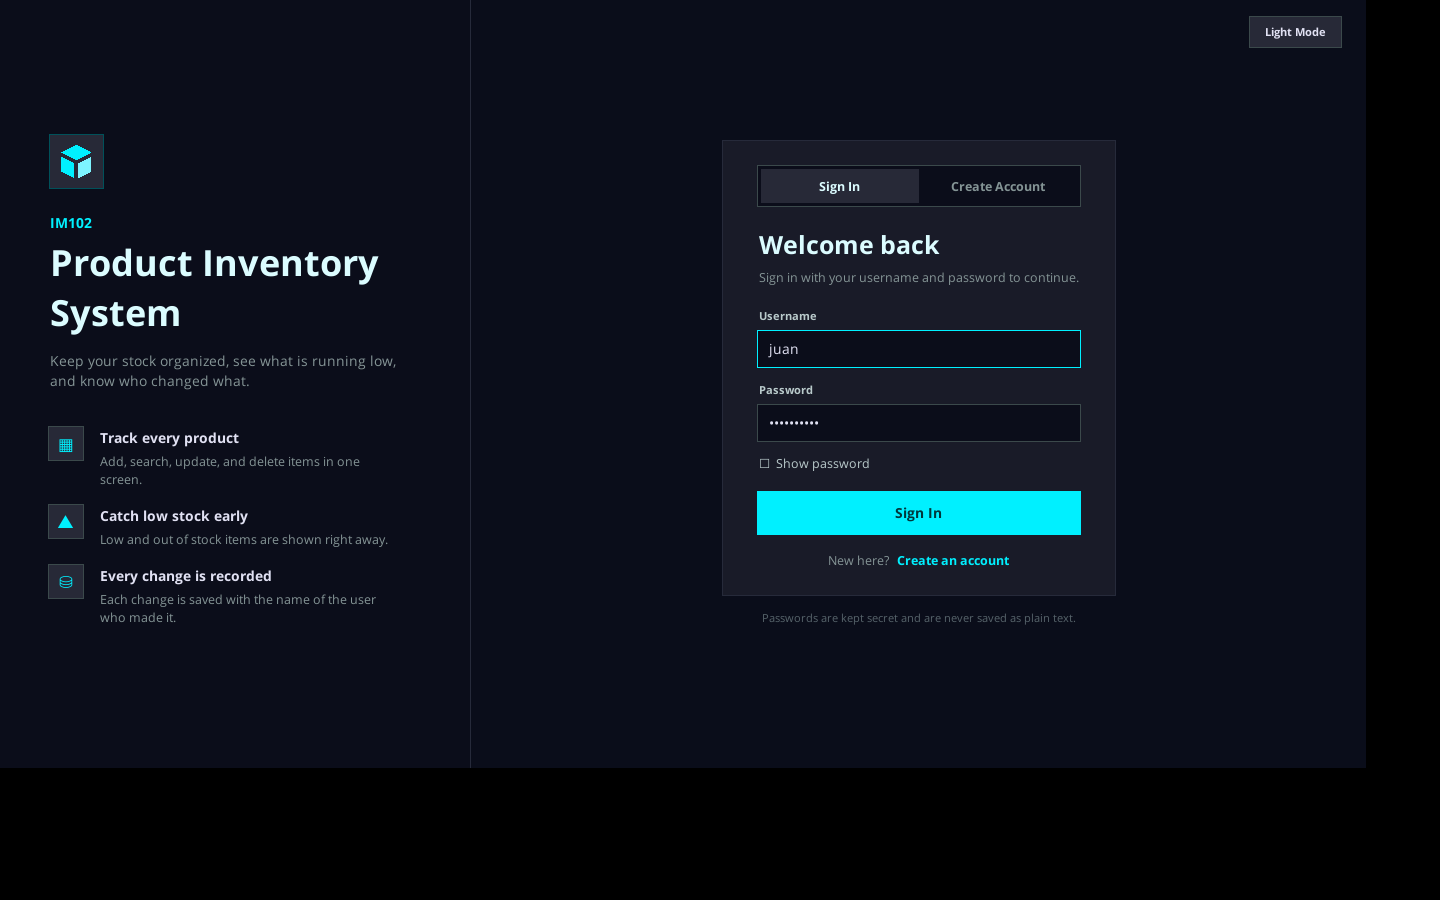 Light Mode
IM102
Product Inventory
System
Keep your stock organized, see what is running low,
and know who changed what.
Track every product
Add, search, update, and delete items in one
screen.
Catch low stock early
Low and out of stock items are shown right away.
Every change is recorded
Each change is saved with the name of the user
who made it.
Sign In
Create Account
Welcome back
Sign in with your username and password to continue.
Username
juan
Password
••••••••••
Show password
Sign In
New here? Create an account
Passwords are kept secret and are never saved as plain text.